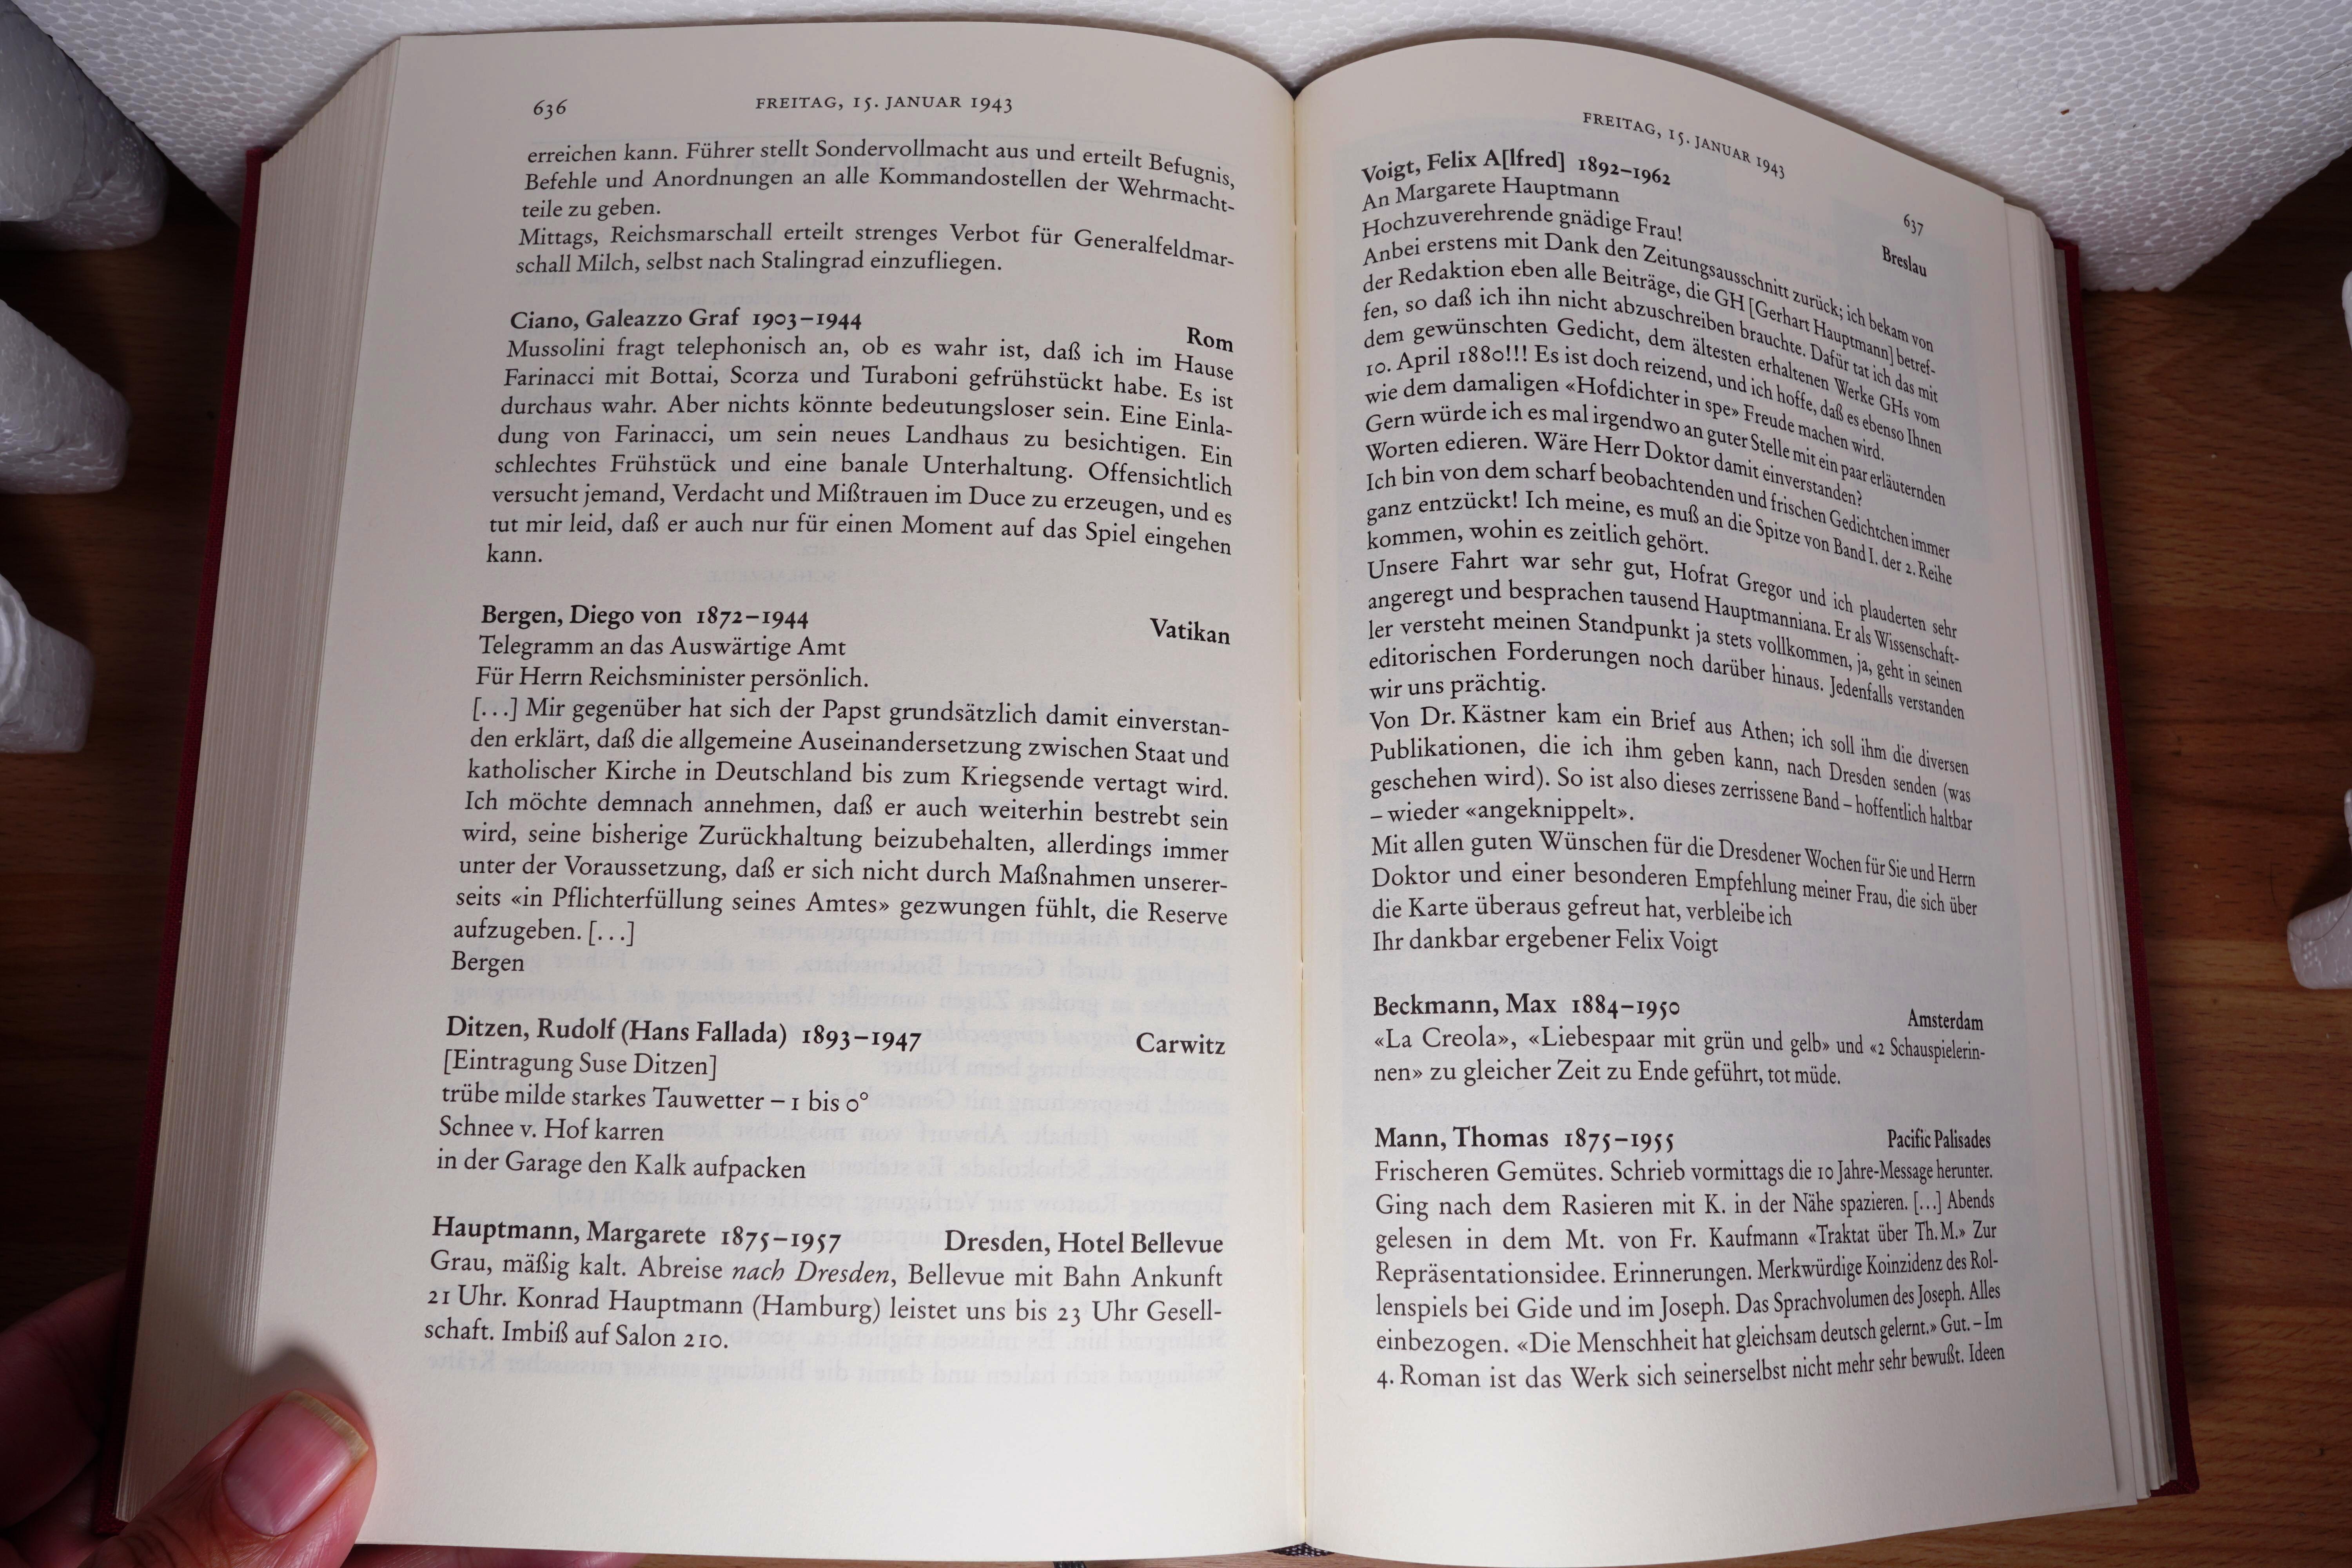 636
FREITAG, 15. JANUAR 1943
erreichen kann. Führer stellt Sondervollmacht aus und erteilt Befugnis,
Befehle und Anordnungen an alle Kommandostellen der Wehrmacht-
teile zu geben.
Mittags, Reichsmarschall erteilt strenges Verbot für Generalfeldmar-
schall Milch, selbst nach Stalingrad einzufliegen.
Ciano, Galeazzo Graf 1903–1944
Rom
Mussolini fragt telephonisch an, ob es wahr ist, daß ich im Hause
Farinacci mit Bottai, Scorza und Turaboni gefrühstückt habe. Es ist
durchaus wahr. Aber nichts könnte bedeutungsloser sein. Eine Einla-
dung von Farinacci, um sein neues Landhaus zu besichtigen. Ein
schlechtes Frühstück und eine banale Unterhaltung. Offensichtlich
versucht jemand, Verdacht und Mißtrauen im Duce zu erzeugen, und es
tut mir leid, daß er auch nur für einen Moment auf das Spiel eingehen
kann.
Bergen, Diego von 1872–1944
Vatikan
Telegramm an das Auswärtige Amt
Für Herrn Reichsminister persönlich.
[...] Mir gegenüber hat sich der Papst grundsätzlich damit einverstan-
den erklärt, daß die allgemeine Auseinandersetzung zwischen Staat und
katholischer Kirche in Deutschland bis zum Kriegsende vertagt wird.
Ich möchte demnach annehmen, daß er auch weiterhin bestrebt sein
wird, seine bisherige Zurückhaltung beizubehalten, allerdings immer
unter der Voraussetzung, daß er sich nicht durch Maßnahmen unserer-
seits «in Pflichterfüllung seines Amtes» gezwungen fühlt, die Reserve
aufzugeben. [...]
Bergen
Ditzen, Rudolf (Hans Fallada) 1893–1947
Carwitz
[Eintragung Suse Ditzen]
trübe milde starkes Tauwetter – 1 bis 0°
Schnee v. Hof karren
in der Garage den Kalk aufpacken
Hauptmann, Margarete 1875–1957
Dresden, Hotel Bellevue
Grau, mäßig kalt. Abreise nach Dresden, Bellevue mit Bahn Ankunft
21 Uhr. Konrad Hauptmann (Hamburg) leistet uns bis 23 Uhr Gesell-
schaft. Imbiß auf Salon 210.
FREITAG, 15. JANUAR 1943
637
Voigt, Felix A[lfred] 1892–1962
Breslau
An Margarete Hauptmann
Hochzuverehrende gnädige Frau!
Anbei erstens mit Dank den Zeitungsausschnitt zurück; ich bekam von
der Redaktion eben alle Beiträge, die GH [Gerhart Hauptmann] betref-
fen, so daß ich ihn nicht abzuschreiben brauchte. Dafür tat ich das mit
dem gewünschten Gedicht, dem ältesten erhaltenen Werke GHs vom
10. April 1880!!! Es ist doch reizend, und ich hoffe, daß es ebenso Ihnen
wie dem damaligen «Hofdichter in spe» Freude machen wird.
Gern würde ich es mal irgendwo an guter Stelle mit ein paar erläuternden
Worten edieren. Wäre Herr Doktor damit einverstanden?
Ich bin von dem scharf beobachtenden und frischen Gedichtchen immer
ganz entzückt! Ich meine, es muß an die Spitze von Band I. der 2. Reihe
kommen, wohin es zeitlich gehört.
Unsere Fahrt war sehr gut, Hofrat Gregor und ich plauderten sehr
angeregt und besprachen tausend Hauptmanniana. Er als Wissenschaft-
ler versteht meinen Standpunkt ja stets vollkommen, ja, geht in seinen
editorischen Forderungen noch darüber hinaus. Jedenfalls verstanden
wir uns prächtig.
Von Dr. Kästner kam ein Brief aus Athen; ich soll ihm die diversen
Publikationen, die ich ihm geben kann, nach Dresden senden (was
geschehen wird). So ist also dieses zerrissene Band – hoffentlich haltbar
– wieder «angeknippelt».
Mit allen guten Wünschen für die Dresdener Wochen für Sie und Herrn
Doktor und einer besonderen Empfehlung meiner Frau, die sich über
die Karte überaus gefreut hat, verbleibe ich
Ihr dankbar ergebener Felix Voigt
Beckmann, Max 1884–1950
Amsterdam
«La Creola», «Liebespaar mit grün und gelb» und «2 Schauspielerin-
nen» zu gleicher Zeit zu Ende geführt, tot müde.
Mann, Thomas 1875–1955
Pacific Palisades
Frischeren Gemütes. Schrieb vormittags die 10 Jahre-Message herunter.
Ging nach dem Rasieren mit K. in der Nähe spazieren. [...] Abends
gelesen in dem Mt. von Fr. Kaufmann «Traktat über Th. M.» Zur
Repräsentationsidee. Erinnerungen. Merkwürdige Koinzidenz des Rol-
lenspiels bei Gide und im Joseph. Das Sprachvolumen des Joseph. Alles
einbezogen. «Die Menschheit hat gleichsam deutsch gelernt.» Gut. – Im
4. Roman ist das Werk sich seinerselbst nicht mehr sehr bewußt. Ideen